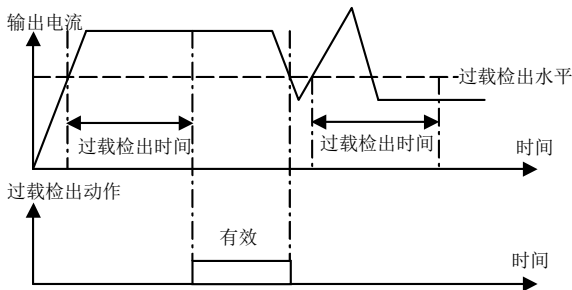 输出电流
过载检出水平
过载检出时间
过载检出时间
时间
过载检出动作
有效
时间